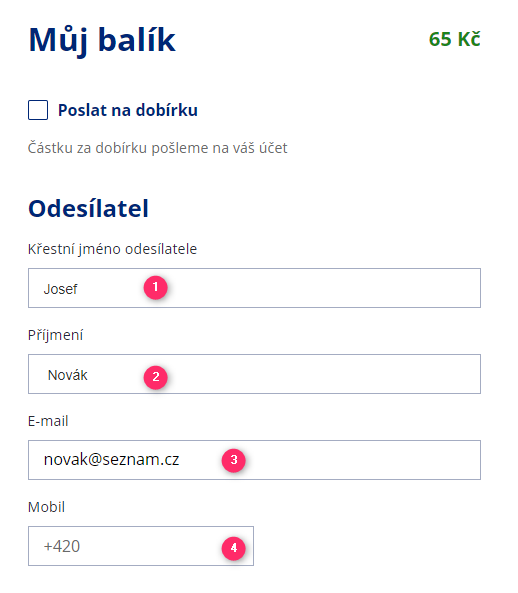 Můj balík 65 Kč
Poslat na dobírku
Částku za dobírku pošleme na váš účet
Odesílatel
Křestní jméno odesílatele
Josef 1
Příjmení
Novák 2
E-mail
novak@seznam.cz 3
Mobil
+420 4